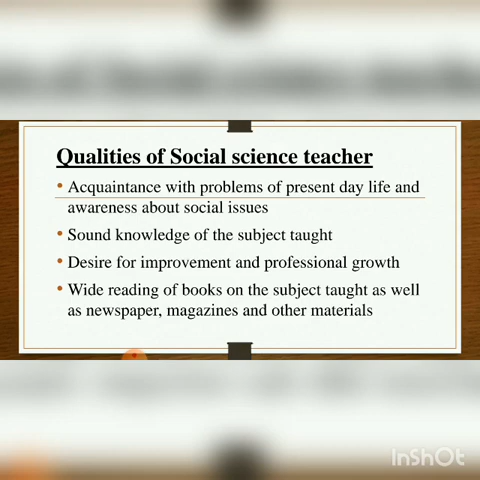 Qualities of Social science teacher
• Acquaintance with problems of present day life and
awareness about social issues
• Sound knowledge of the subject taught
• Desire for improvement and professional growth
• Wide reading of books on the subject taught as well
as newspaper, magazines and other materials
InShOt